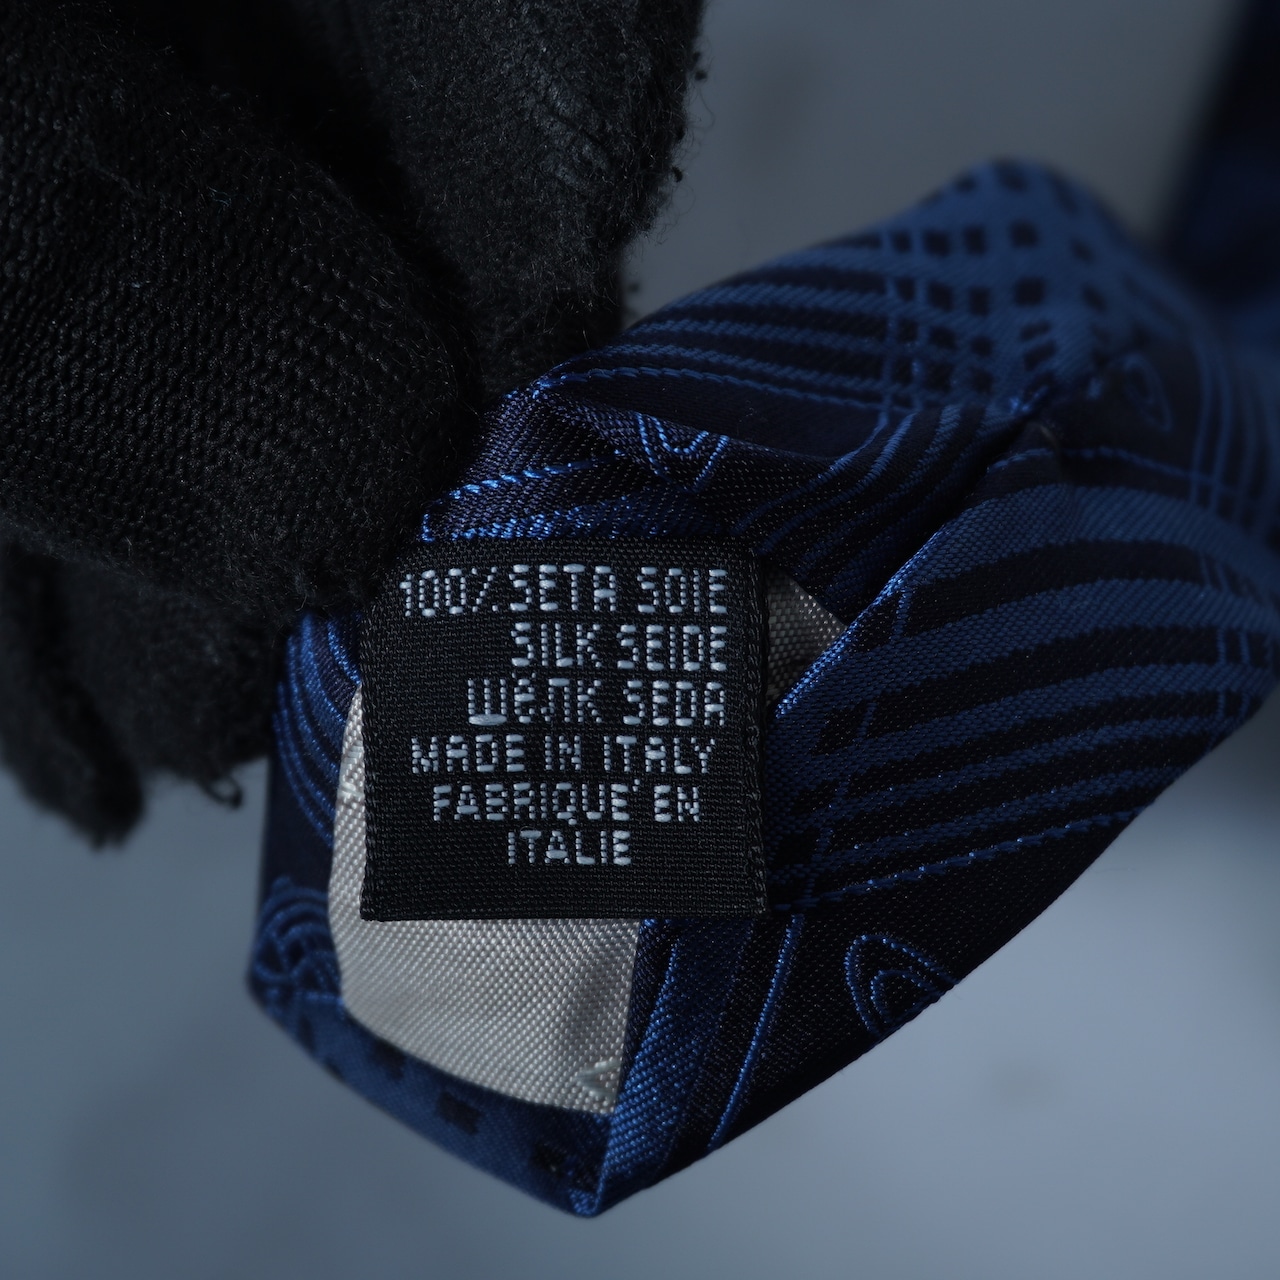 100% SETA SOIE
SILK SEIDE
шёлк SEDA
MADE IN ITALY
FABRIQUE' EN
ITALIE